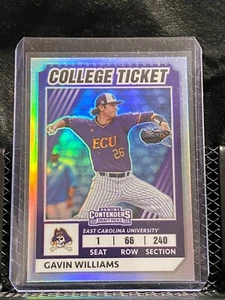 COLLEGE TICKET
ECU
26
PANINI
CONTENDERS
DRAFT PICKS
EAST CAROLINA UNIVERSITY
1 66 240
SEAT ROW SECTION
GAVIN WILLIAMS